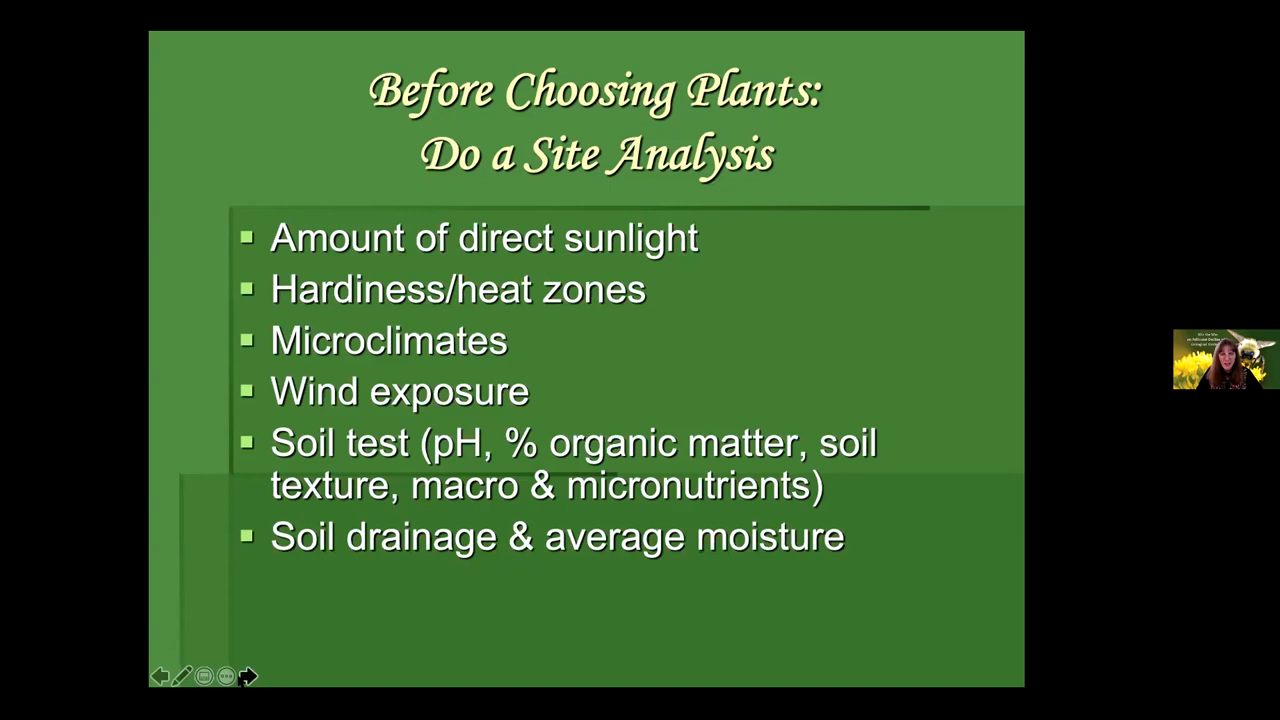 Before Choosing Plants:
Do a Site Analysis
▪ Amount of direct sunlight
▪ Hardiness/heat zones
▪ Microclimates
▪ Wind exposure
▪ Soil test (pH, % organic matter, soil
texture, macro & micronutrients)
▪ Soil drainage & average moisture